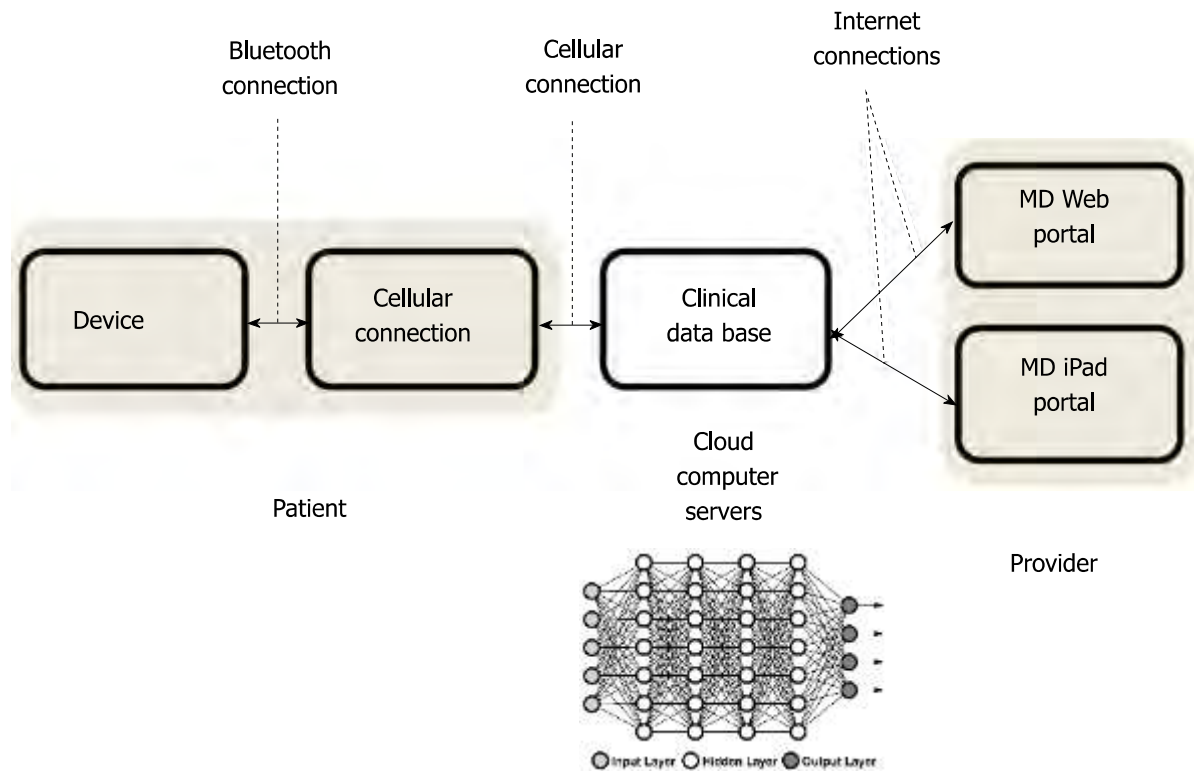 Bluetooth
connection
Cellular
connection
Internet
connections
Device
Cellular
connection
Clinical
data base
MD Web
portal
MD iPad
portal
Patient
Cloud
computer
servers
Provider
Input Layer Hidden Layer Output Layer